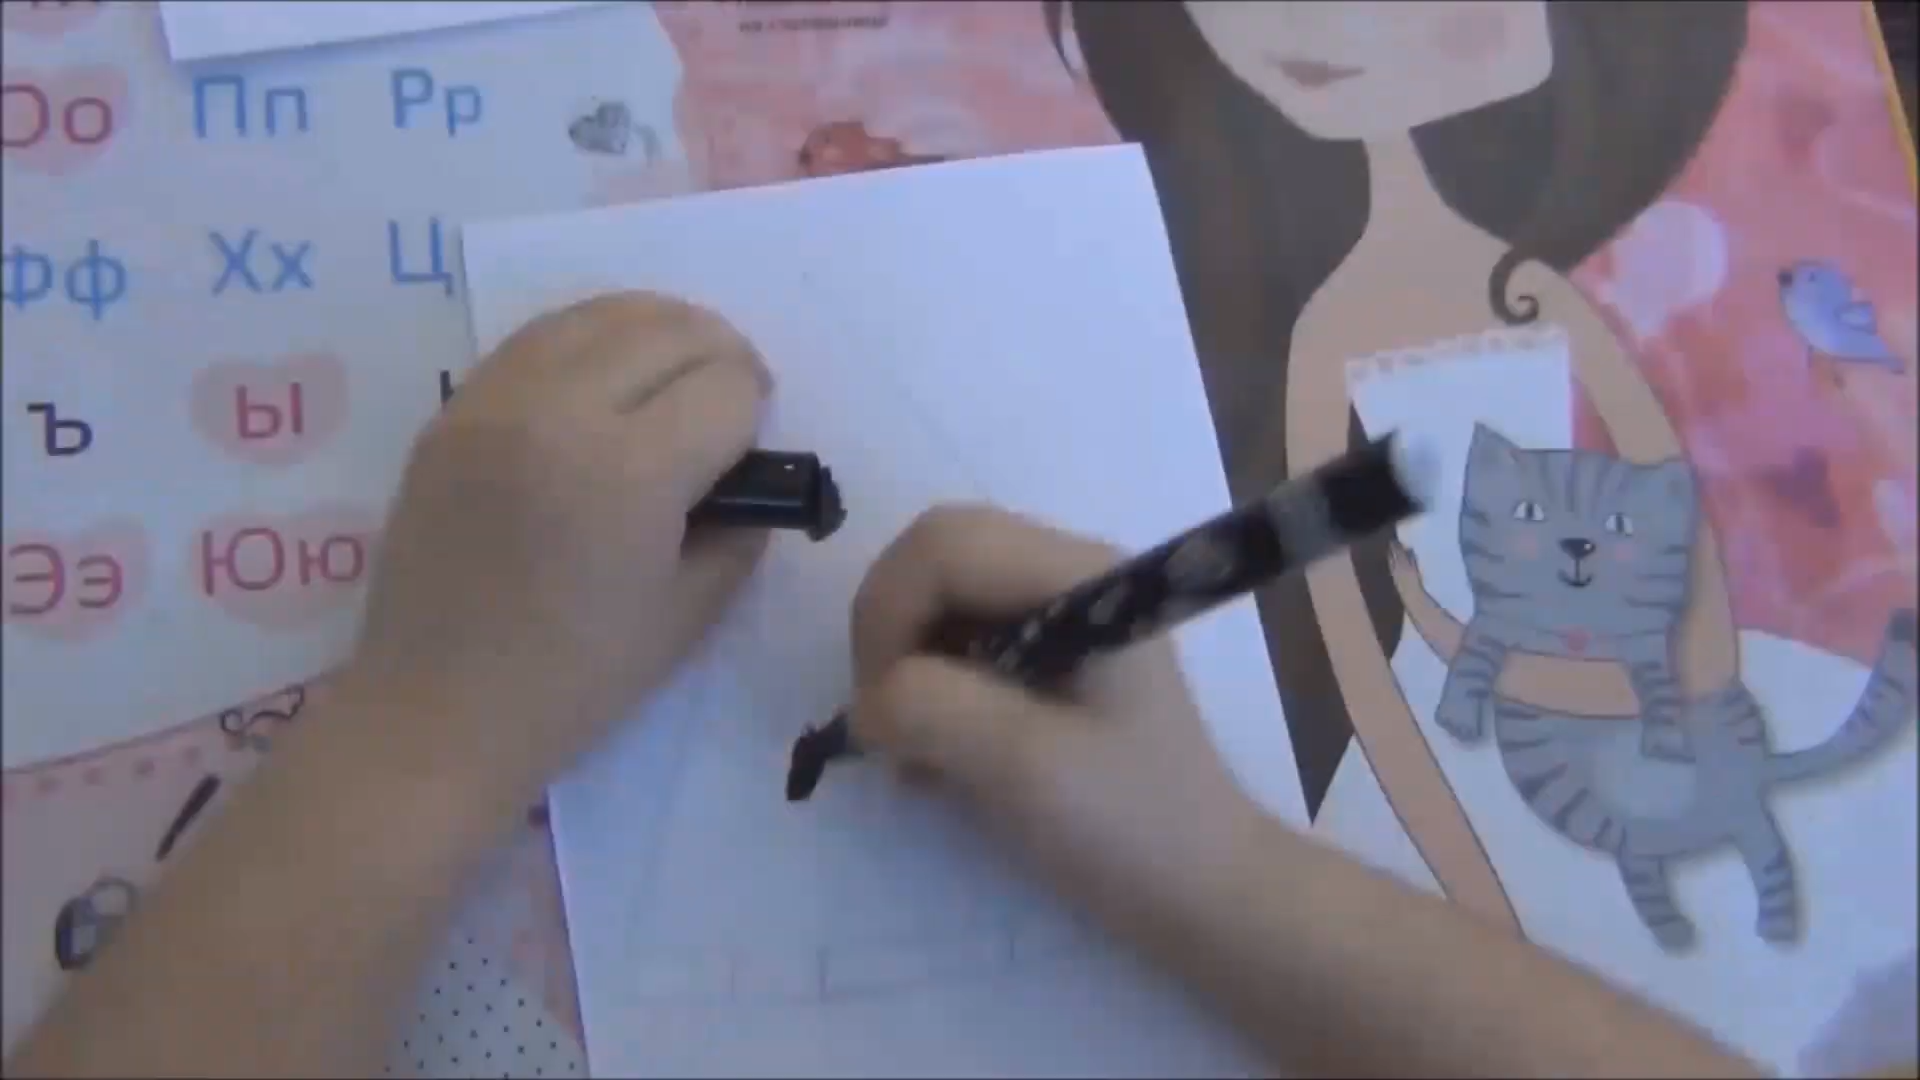 Оо Пп Рр
Фф Хх Ц
Ъ Ы
Ээ Юю